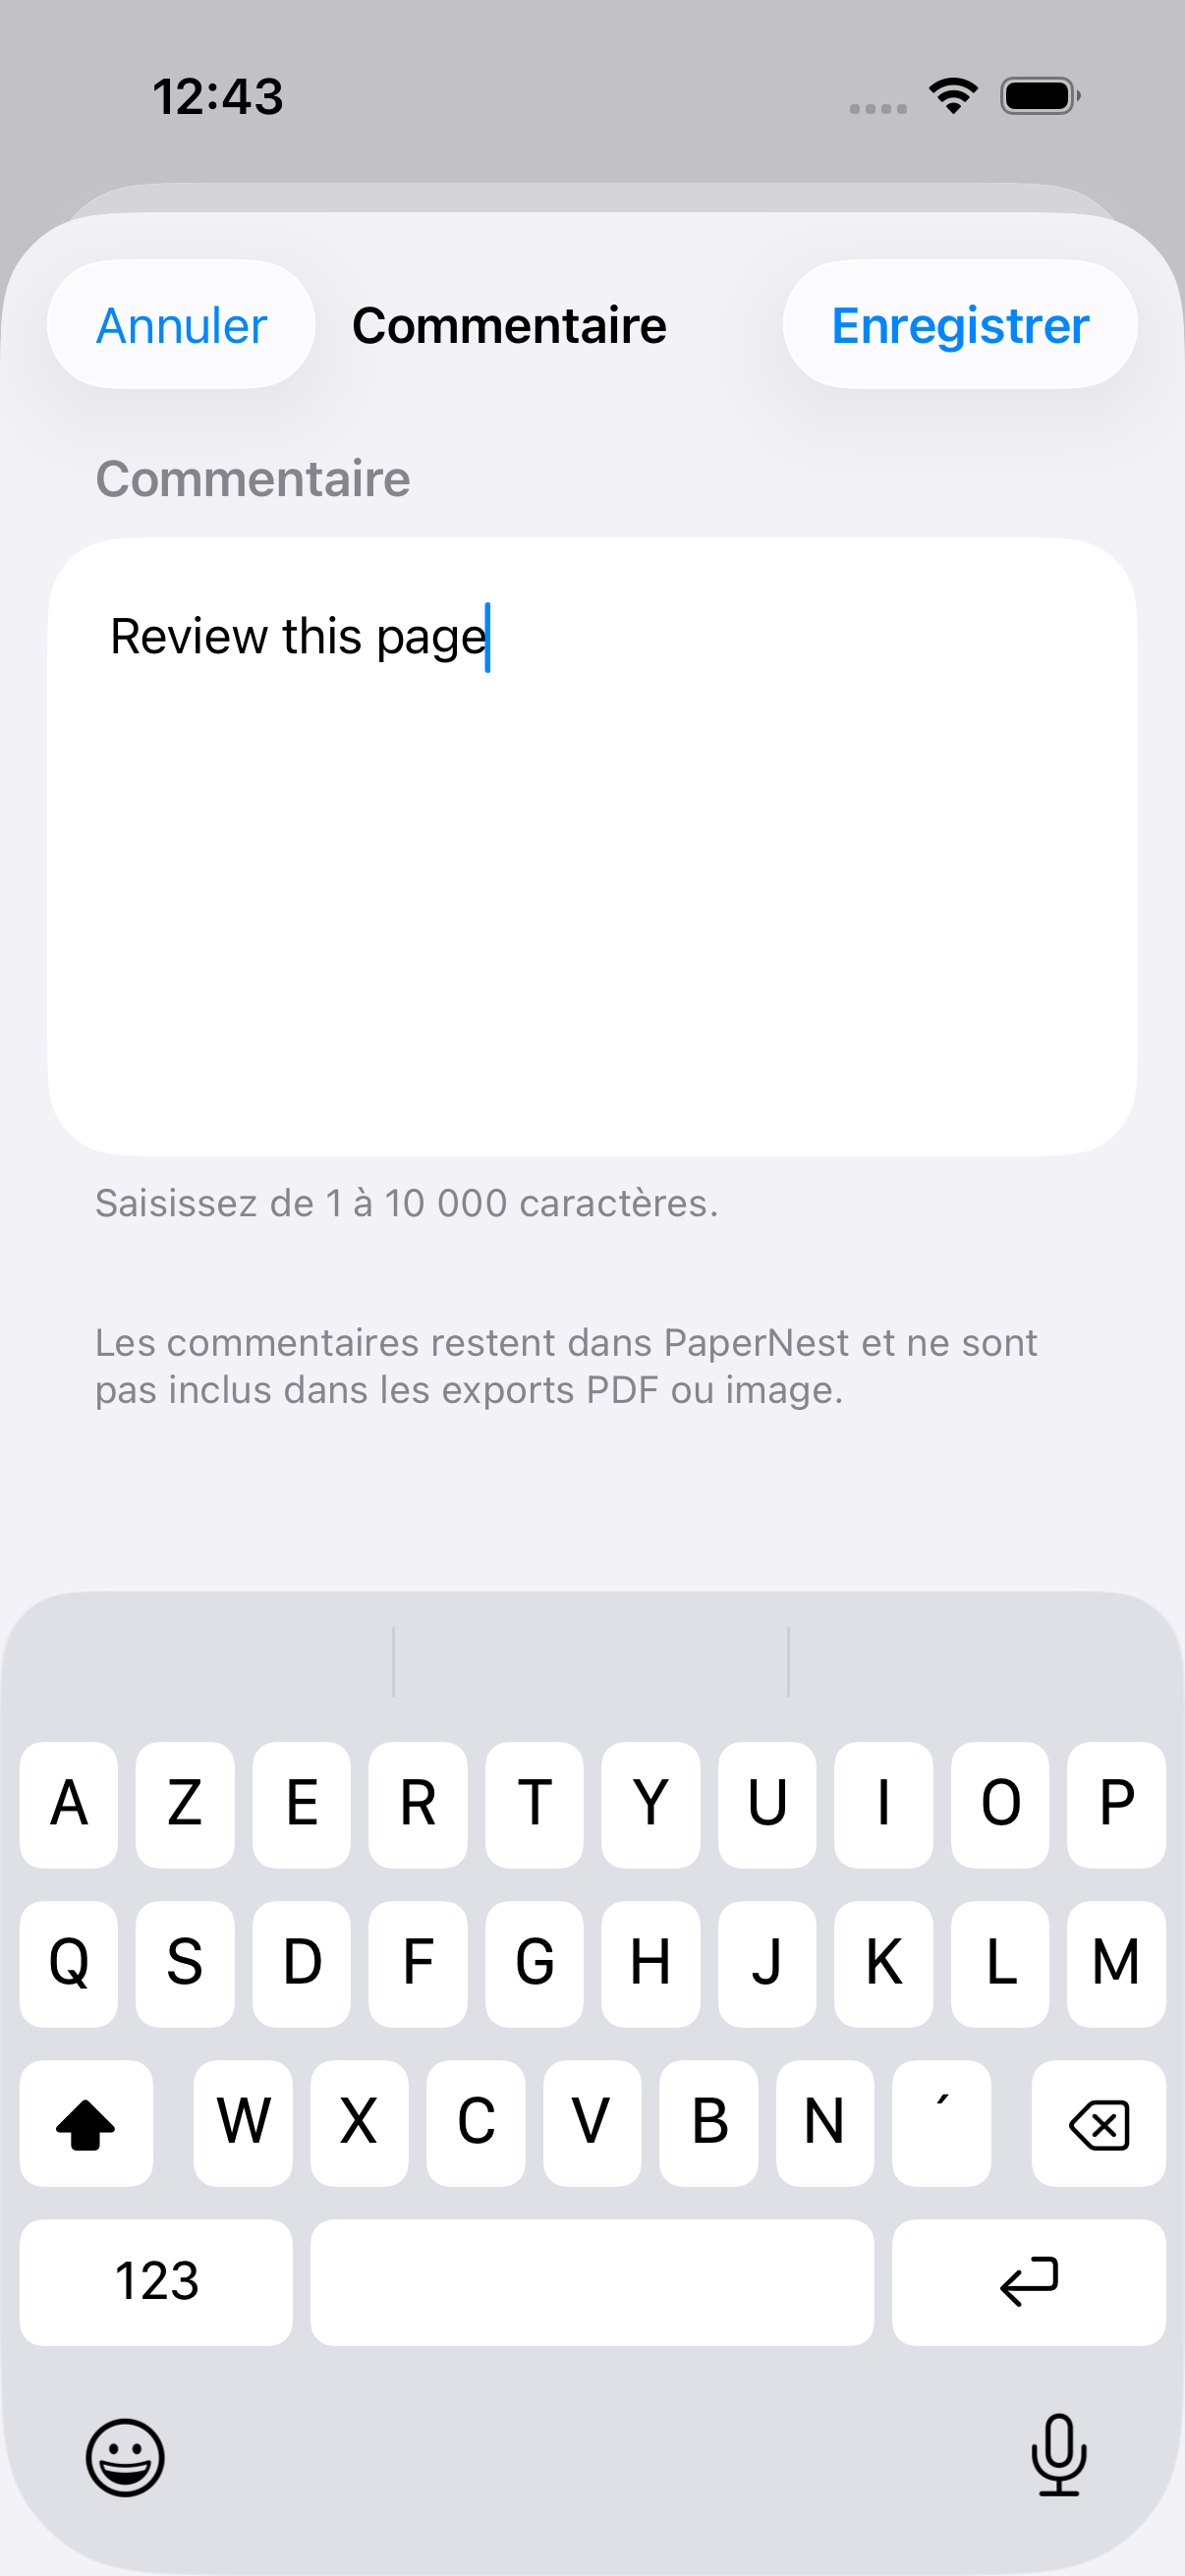 12:43
Annuler Commentaire Enregistrer
Commentaire
Review this page
Saisissez de 1 à 10 000 caractères.
Les commentaires restent dans PaperNest et ne sont
pas inclus dans les exports PDF ou image.
A Z E R T Y U I O P
Q S D F G H J K L M
W X C V B N ´
123